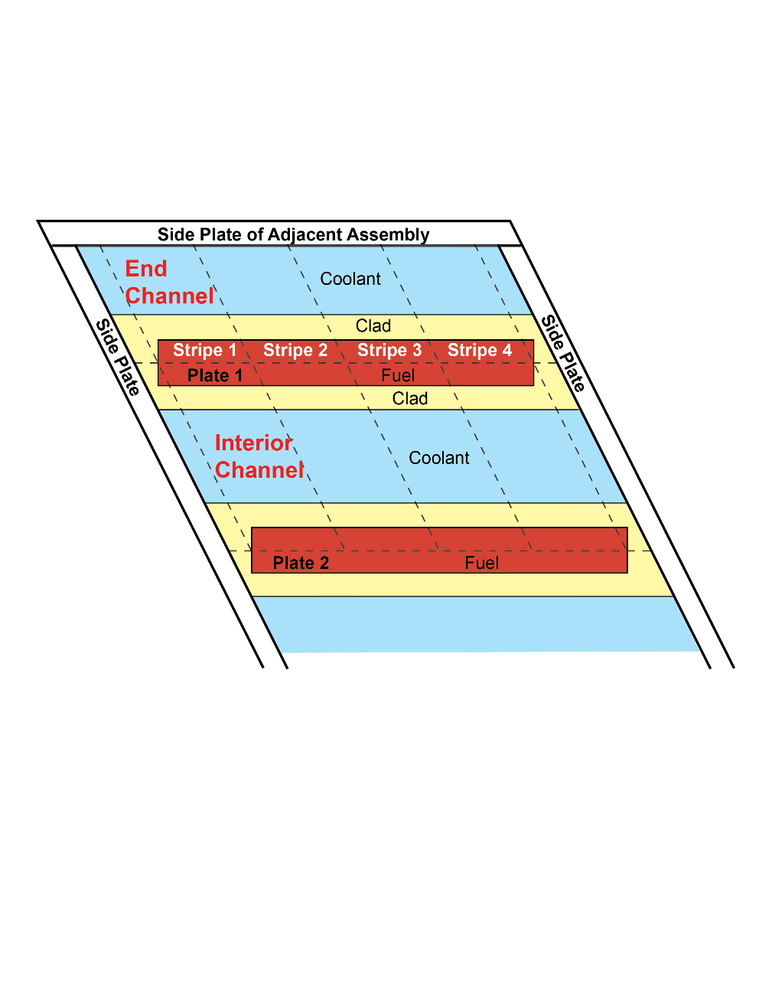 Side Plate of Adjacent Assembly
End
Channel
Coolant
Clad
Side Plate
Side Plate
Stripe 1 Stripe 2 Stripe 3 Stripe 4
Plate 1 Fuel
Clad
Interior
Channel
Coolant
Plate 2 Fuel